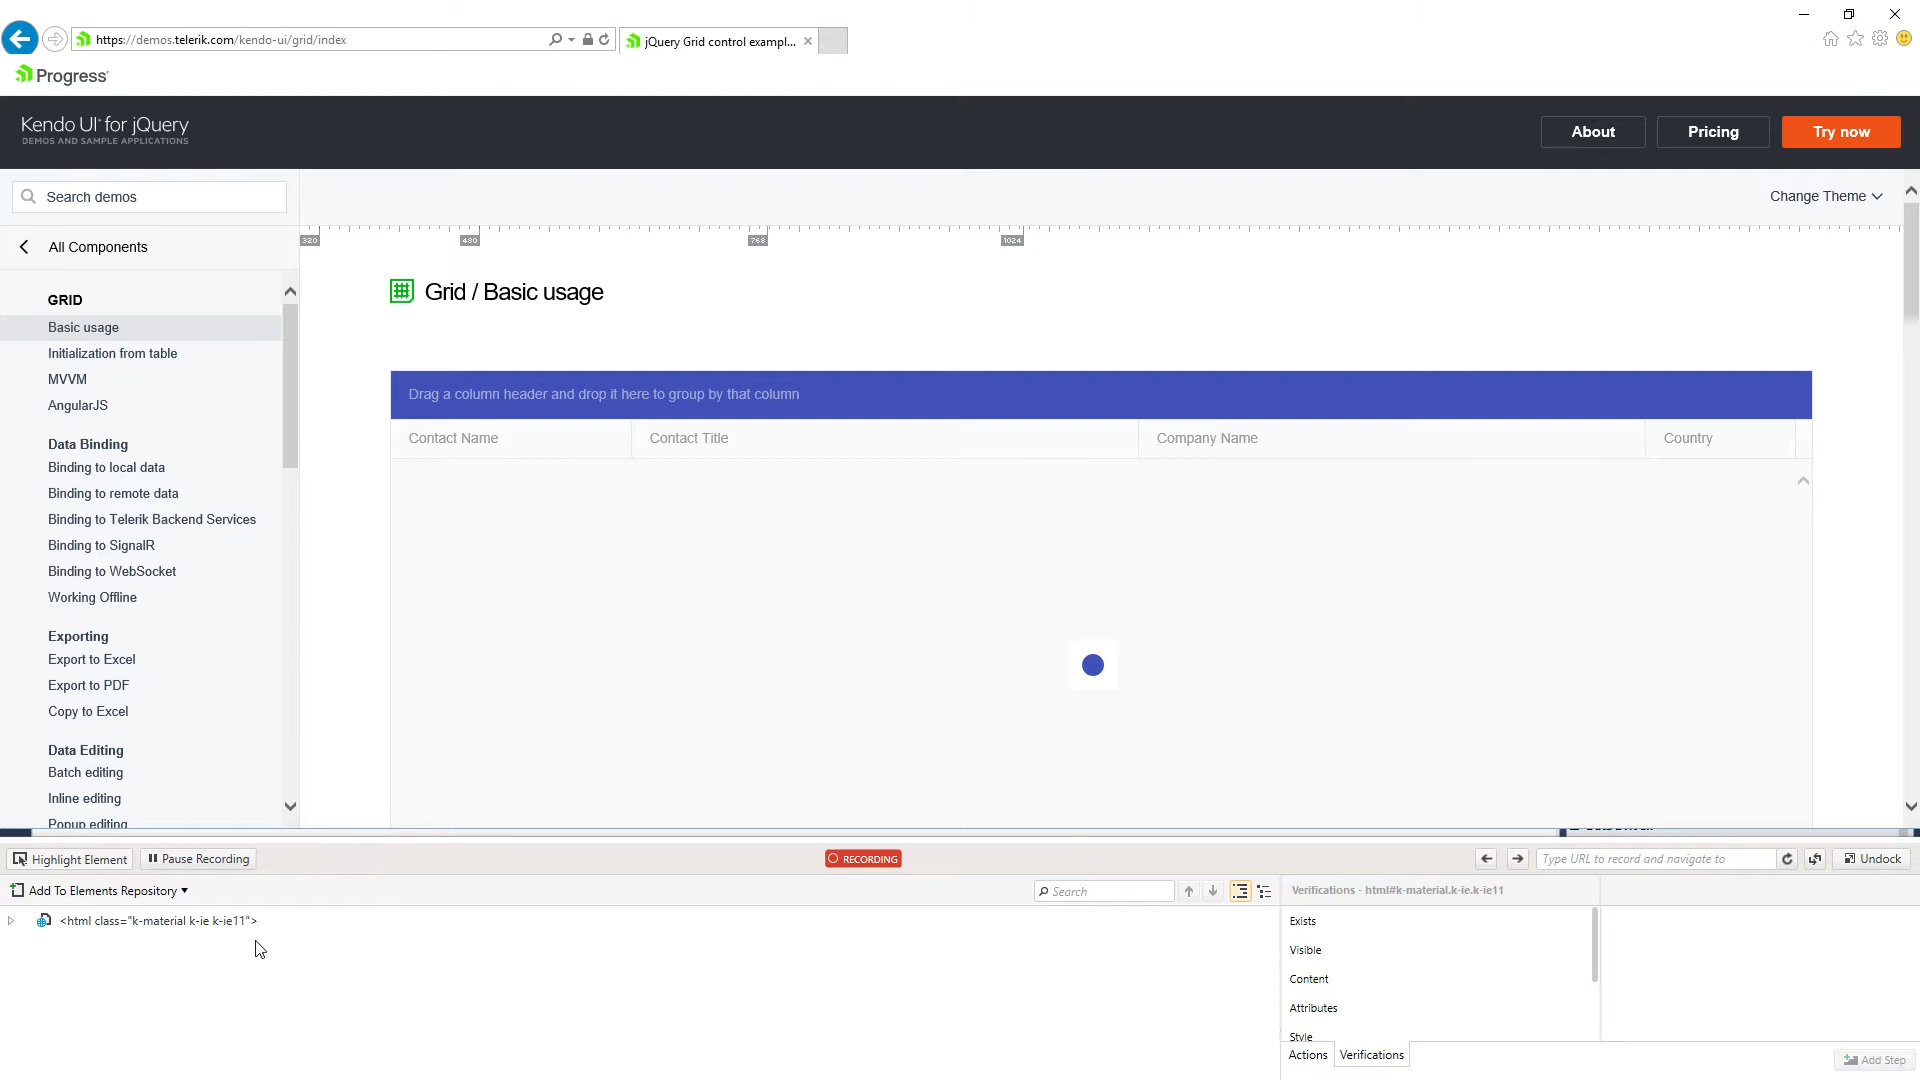 https://demos.telerik.com/kendo-ui/grid/index
jQuery Grid control exampl...
Progress
Kendo UI for jQuery
DEMOS AND SAMPLE APPLICATIONS
About
Pricing
Try now
Search demos
Change Theme
All Components
320
480
768
1024
Grid / Basic usage
GRID
Basic usage
Initialization from table
MVVM
AngularJS
Data Binding
Binding to local data
Binding to remote data
Binding to Telerik Backend Services
Binding to SignalR
Binding to WebSocket
Working Offline
Exporting
Export to Excel
Export to PDF
Copy to Excel
Data Editing
Batch editing
Inline editing
Popup editing
Drag a column header and drop it here to group by that column
Contact Name
Contact Title
Company Name
Country
Highlight Element
Pause Recording
RECORDING
Type URL to record and navigate to
Undock
Add To Elements Repository
Search
Verifications - html#k-material.k-ie.k-ie11
<html class="k-material k-ie k-ie11">
Exists
Visible
Content
Attributes
Style
Actions
Verifications
Add Step